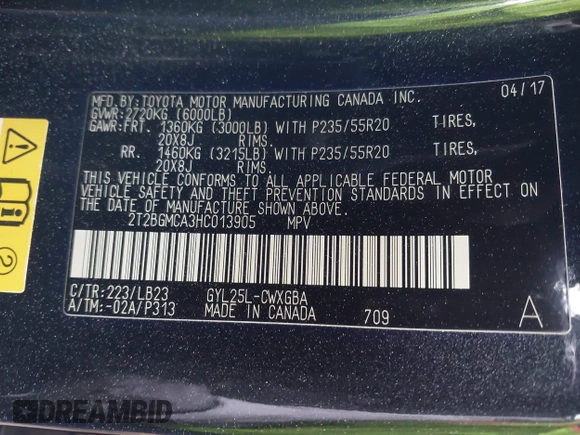 MFD.BY:TOYOTA MOTOR MANUFACTURING CANADA INC. 04/17
GVWR:2720KG (6000LB)
GAWR:FRT. 1360KG (3000LB) WITH P235/55R20 TIRES,
20X8J RIMS.
RR. 1460KG (3215LB) WITH P235/55R20 TIRES,
20X8J RIMS.
THIS VEHICLE CONFORMS TO ALL APPLICABLE FEDERAL MOTOR
VEHICLE SAFETY AND THEFT PREVENTION STANDARDS IN EFFECT ON
THE DATE OF MANUFACTURE SHOWN ABOVE.
2T2BGMCA3HC013905 MPV
C/TR:223/LB23 GYL25L-CWXGBA
A/TM:-02A/P313 MADE IN CANADA 709 A
DREAMBID